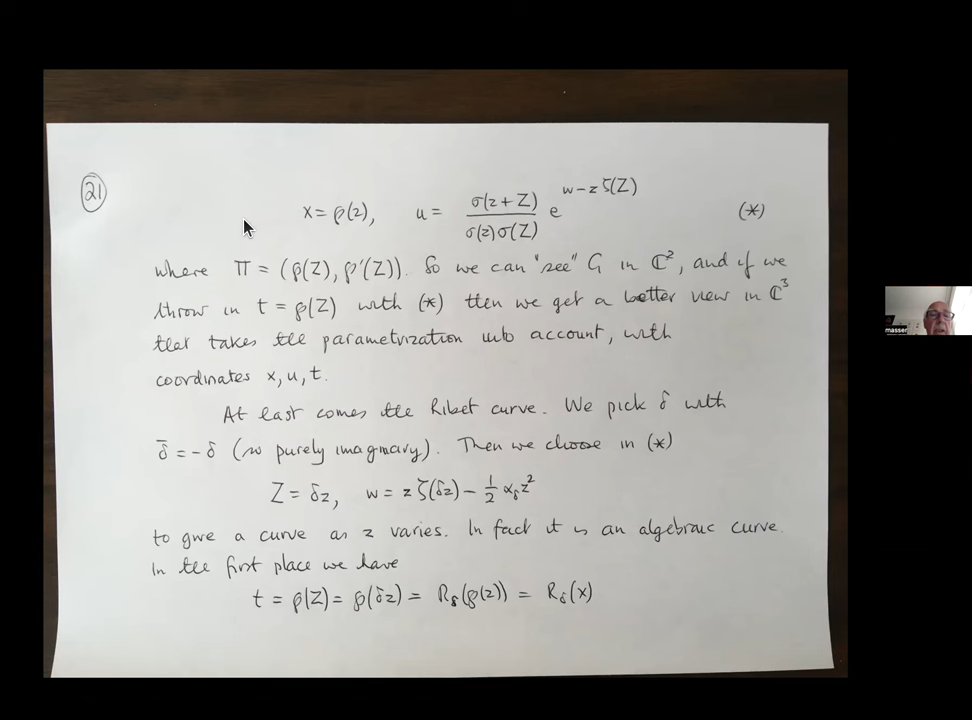 21
x = ℘(z), u = σ(z+Z)/σ(z)σ(Z) e^{w-zζ(Z)} (*)
where Π = (℘(Z), ℘'(Z)). So we can "see" G in ℂ², and if we
throw in t = ℘(Z) with (*) then we get a better view in ℂ³
that takes the parametrization into account, with
coordinates x, u, t.
At last comes the Ribet curve. We pick δ with
δ̄ = -δ (so purely imaginary). Then we choose in (*)
Z = δz, w = zζ(δz) - ½ α_δ z²
to give a curve as z varies. In fact it is an algebraic curve.
In the first place we have
t = ℘(Z) = ℘(δz) = R_δ(℘(z)) = R_δ(x)
masser